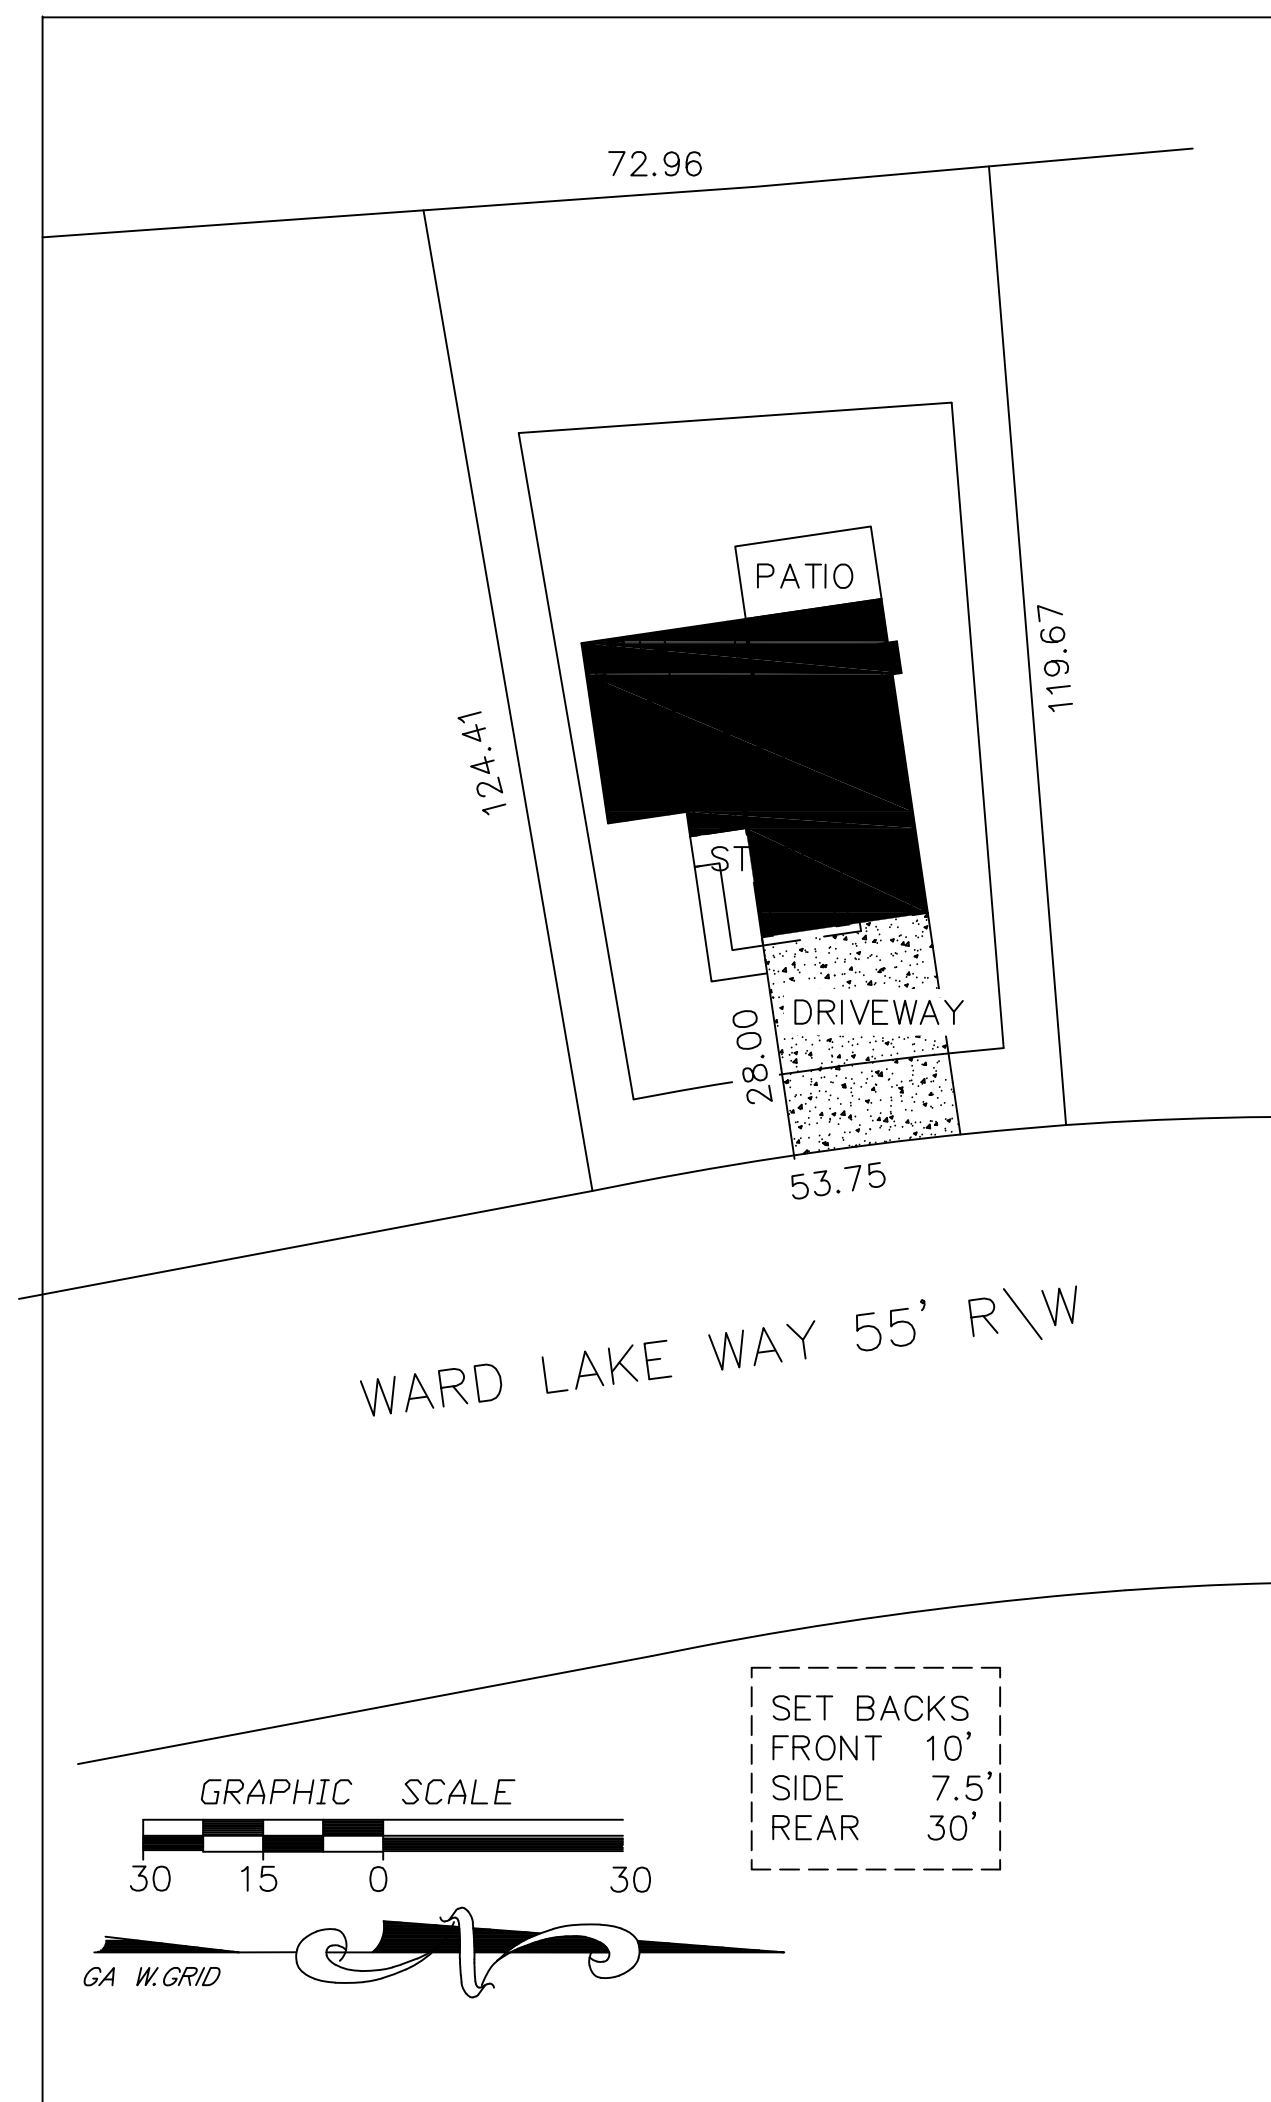 72.96
PATIO
119.67
124.41
ST
DRIVEWAY
28.00
53.75
WARD LAKE WAY 55' R\W
SET BACKS
FRONT 10'
SIDE 7.5'
REAR 30'
GRAPHIC SCALE
30 15 0 30
N
GA W.GRID